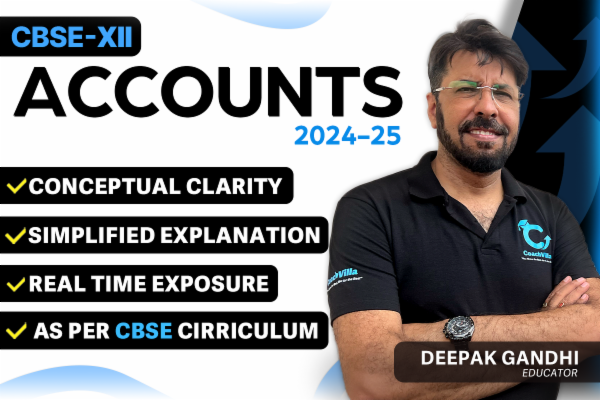 CBSE-XII
ACCOUNTS
2024-25
CONCEPTUAL CLARITY
SIMPLIFIED EXPLANATION
REAL TIME EXPOSURE
AS PER CBSE CIRRICULUM
CoachVilla
CoachVilla
DEEPAK GANDHI
EDUCATOR